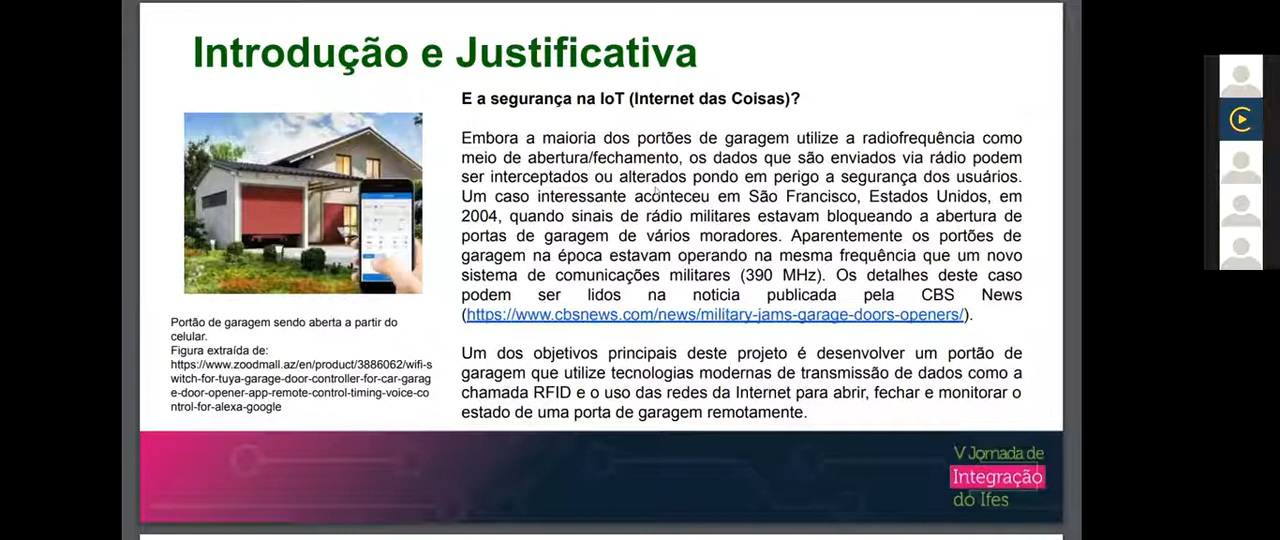 Introdução e Justificativa
E a segurança na IoT (Internet das Coisas)?
Embora a maioria dos portões de garagem utilize a radiofrequência como
meio de abertura/fechamento, os dados que são enviados via rádio podem
ser interceptados ou alterados pondo em perigo a segurança dos usuários.
Um caso interessante aconteceu em São Francisco, Estados Unidos, em
2004, quando sinais de rádio militares estavam bloqueando a abertura de
portas de garagem de vários moradores. Aparentemente os portões de
garagem na época estavam operando na mesma frequência que um novo
sistema de comunicações militares (390 MHz). Os detalhes deste caso
podem ser lidos na noticia publicada pela CBS News
(https://www.cbsnews.com/news/military-jams-garage-doors-openers/).
Um dos objetivos principais deste projeto é desenvolver um portão de
garagem que utilize tecnologias modernas de transmissão de dados como a
chamada RFID e o uso das redes da Internet para abrir, fechar e monitorar o
estado de uma porta de garagem remotamente.
Portão de garagem sendo aberta a partir do
celular.
Figura extraída de:
https://www.zoodmall.az/en/product/3886062/wifi-s
witch-for-tuya-garage-door-controller-for-car-garag
e-door-opener-app-remote-control-timing-voice-co
ntrol-for-alexa-google
V Jornada de
Integração
do Ifes